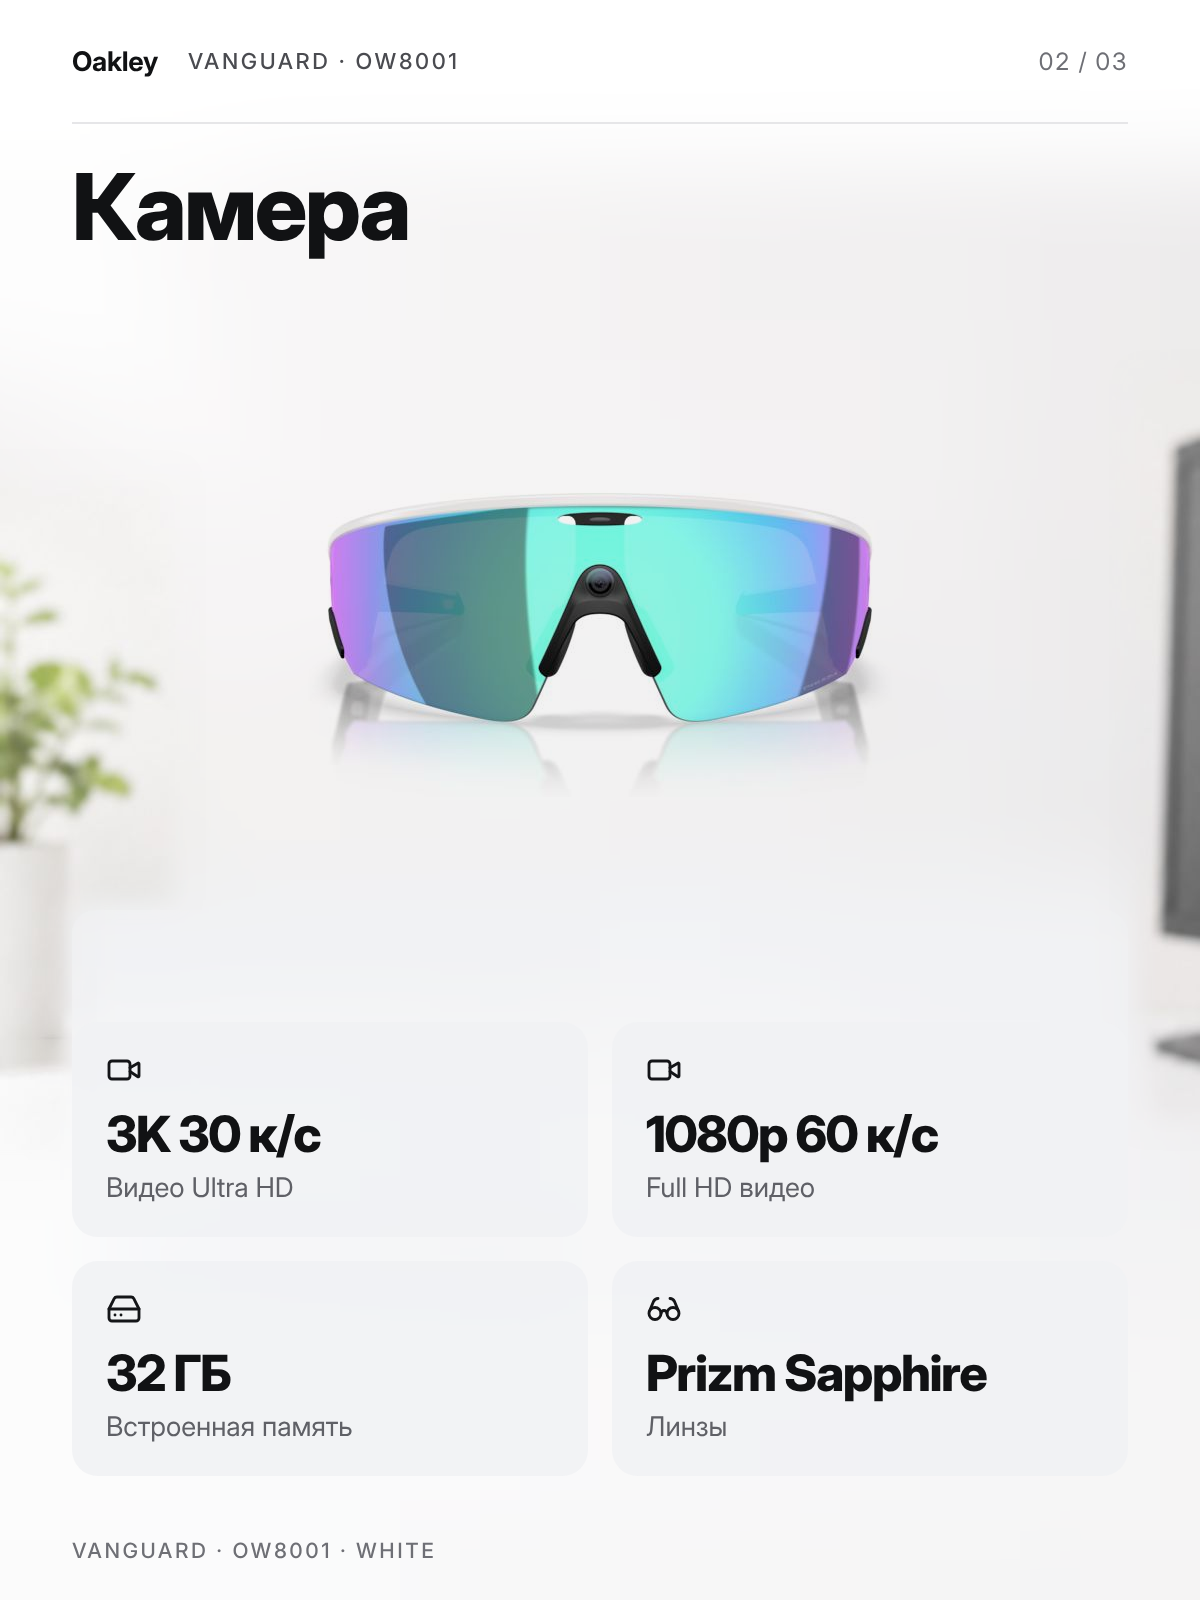 Oakley VANGUARD · OW8001 02 / 03
Камера
3K 30 к/с
Видео Ultra HD
1080p 60 к/с
Full HD видео
32 ГБ
Встроенная память
Prizm Sapphire
Линзы
VANGUARD · OW8001 · WHITE